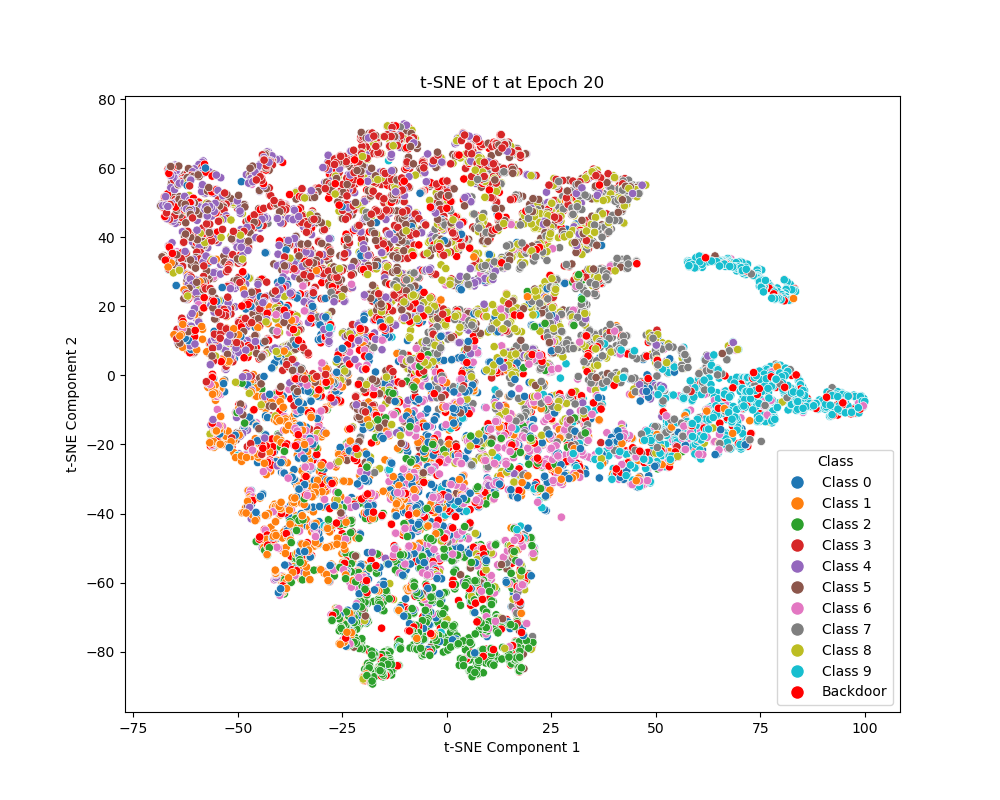 t-SNE of t at Epoch 20
80
60
40
20
0
−20
−40
−60
−80
t-SNE Component 2
−75
−50
−25
0
25
50
75
100
t-SNE Component 1
Class
Class 0
Class 1
Class 2
Class 3
Class 4
Class 5
Class 6
Class 7
Class 8
Class 9
Backdoor